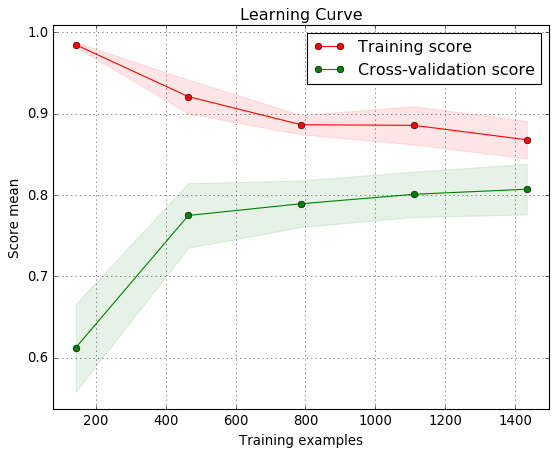 Learning Curve
1.0
0.9
0.8
0.7
0.6
Score mean
Training score
Cross-validation score
200 400 600 800 1000 1200 1400
Training examples